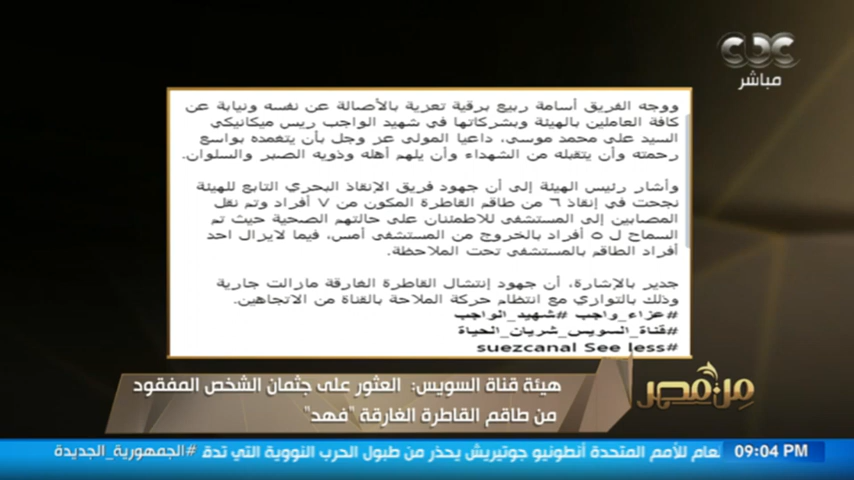 cbc
مباشر
ووجه الفريق أسامة ربيع برقية تعزية بالأصالة عن نفسه ونيابة عن
كافة العاملين بالهيئة وبشركاتها في شهيد الواجب ريس ميكانيكي
السيد علي محمد موسى، داعيا المولى عز وجل بأن يتغمده بواسع
رحمته وأن يتقبله من الشهداء وأن يلهم أهله وذويه الصبر والسلوان.
وأشار رئيس الهيئة إلى أن جهود فريق الإنقاذ البحري التابع للهيئة
نجحت في إنقاذ ٦ من طاقم القاطرة المكون من ٧ أفراد وتم نقل
المصابين إلى المستشفى للاطمئنان على حالتهم الصحية حيث تم
السماح ل ٥ أفراد بالخروج من المستشفى أمس، فيما لايزال احد
أفراد الطاقم بالمستشفى تحت الملاحظة.
جدير بالإشارة، أن جهود إنتشال القاطرة الغارقة مازالت جارية
وذلك بالتوازي مع انتظام حركة الملاحة بالقناة من الاتجاهين.
#عزاء_واجب #شهيد_الواجب
#قناة_السويس_شريان_الحياة
#suezcanal See less
هيئة قناة السويس: العثور على جثمان الشخص المفقود
من طاقم القاطرة الغارقة "فهد"
من مصر
09:04 PM
لعام للأمم المتحدة أنطونيو جوتيريش يحذر من طبول الحرب النووية التي تدق #الجمهورية_الجديدة